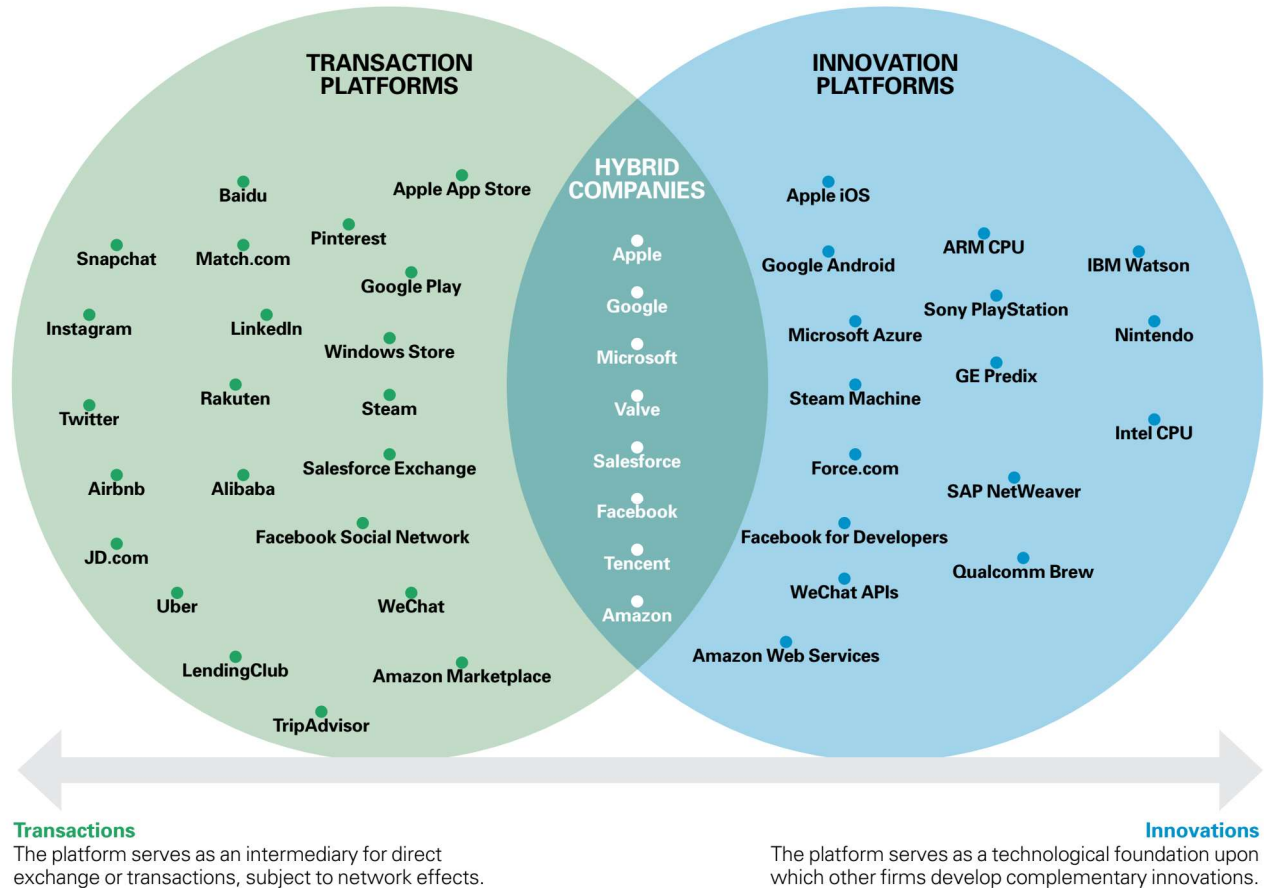 TRANSACTION
PLATFORMS
Baidu
Apple App Store
Pinterest
Snapchat
Match.com
Google Play
Instagram
LinkedIn
Windows Store
Rakuten
Steam
Twitter
Salesforce Exchange
Airbnb
Alibaba
Facebook Social Network
JD.com
Uber
WeChat
LendingClub
Amazon Marketplace
TripAdvisor
HYBRID
COMPANIES
Apple
Google
Microsoft
Valve
Salesforce
Facebook
Tencent
Amazon
INNOVATION
PLATFORMS
Apple iOS
ARM CPU
Google Android
IBM Watson
Sony PlayStation
Microsoft Azure
Nintendo
GE Predix
Steam Machine
Intel CPU
Force.com
SAP NetWeaver
Facebook for Developers
Qualcomm Brew
WeChat APIs
Amazon Web Services
Transactions
The platform serves as an intermediary for direct
exchange or transactions, subject to network effects.
Innovations
The platform serves as a technological foundation upon
which other firms develop complementary innovations.